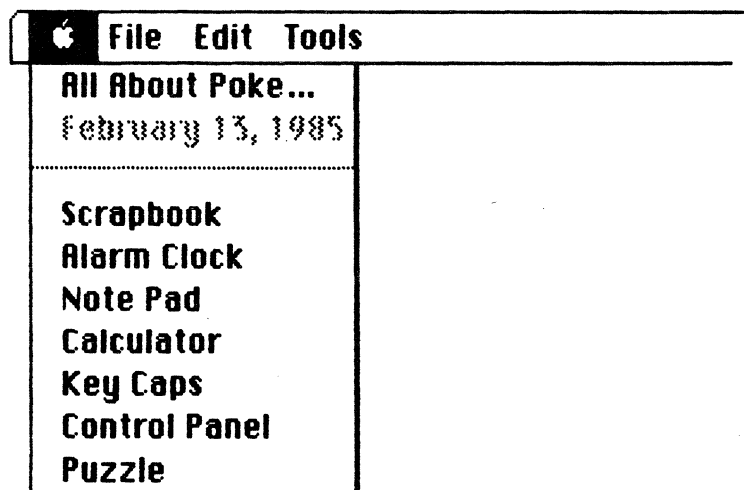 File Edit Tools
All About Poke...
February 13, 1985
Scrapbook
Alarm Clock
Note Pad
Calculator
Key Caps
Control Panel
Puzzle